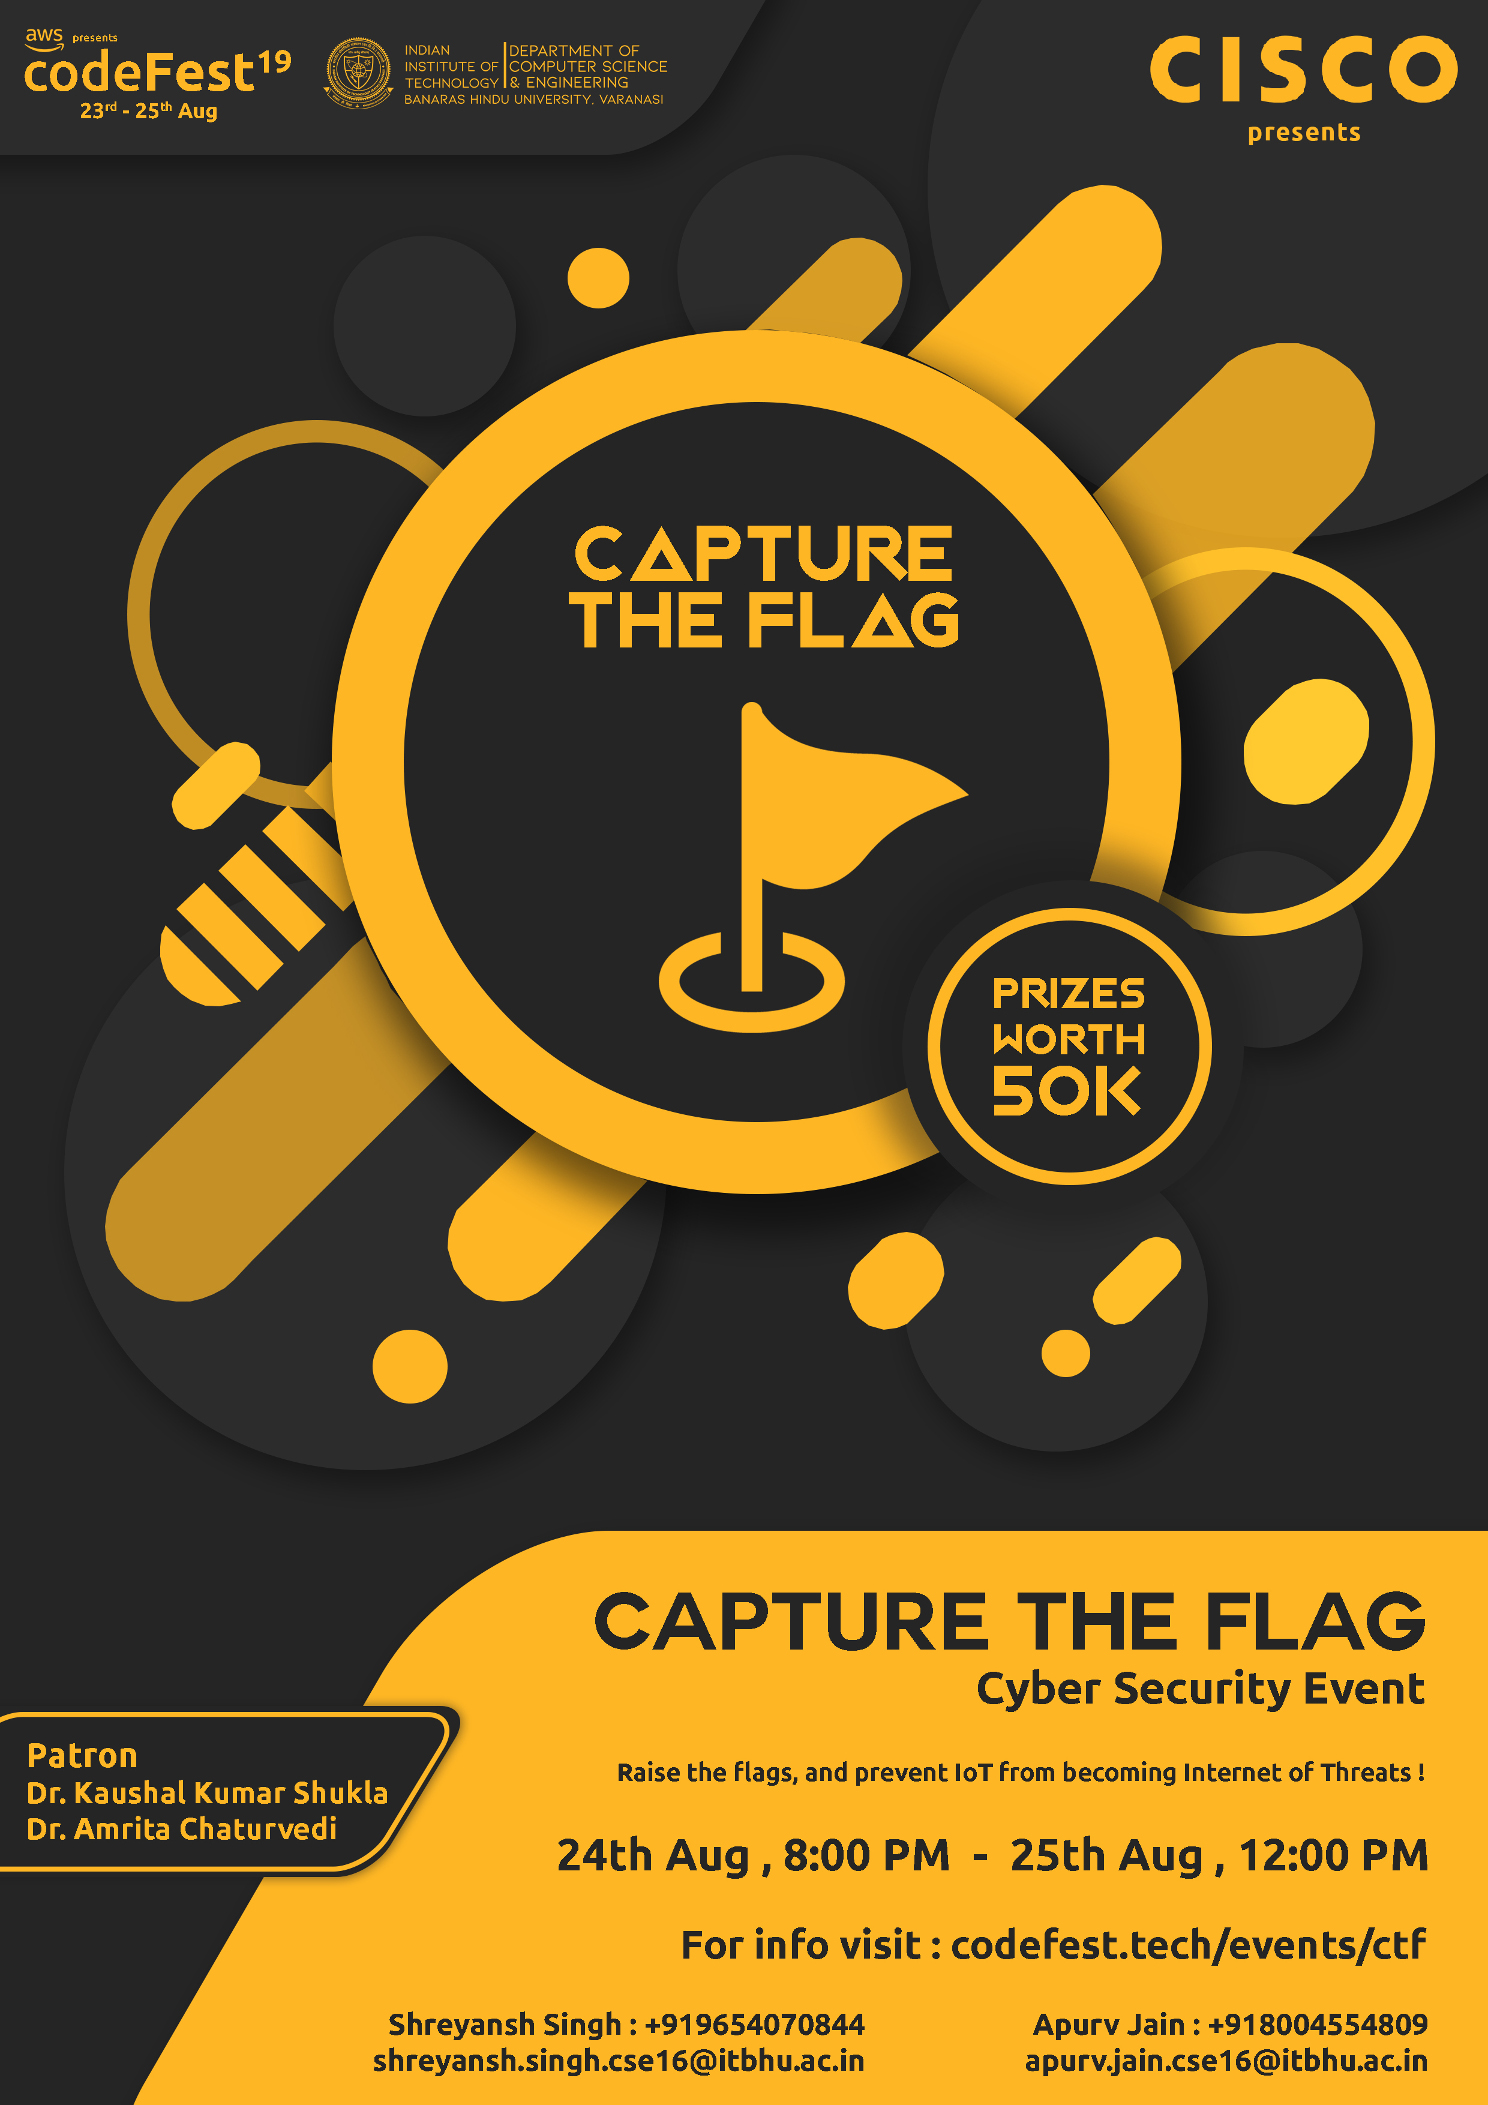 aws presents
codeFest19
23rd - 25th Aug
INDIAN
INSTITUTE OF
TECHNOLOGY
DEPARTMENT OF
COMPUTER SCIENCE
& ENGINEERING
BANARAS HINDU UNIVERSITY, VARANASI
CISCO
presents
CAPTURE
THE FLAG
PRIZES
WORTH
50K
CAPTURE THE FLAG
Cyber Security Event
Raise the flags, and prevent IoT from becoming Internet of Threats !
Patron
Dr. Kaushal Kumar Shukla
Dr. Amrita Chaturvedi
24th Aug , 8:00 PM - 25th Aug , 12:00 PM
For info visit : codefest.tech/events/ctf
Shreyansh Singh : +919654070844
shreyansh.singh.cse16@itbhu.ac.in
Apurv Jain : +918004554809
apurv.jain.cse16@itbhu.ac.in